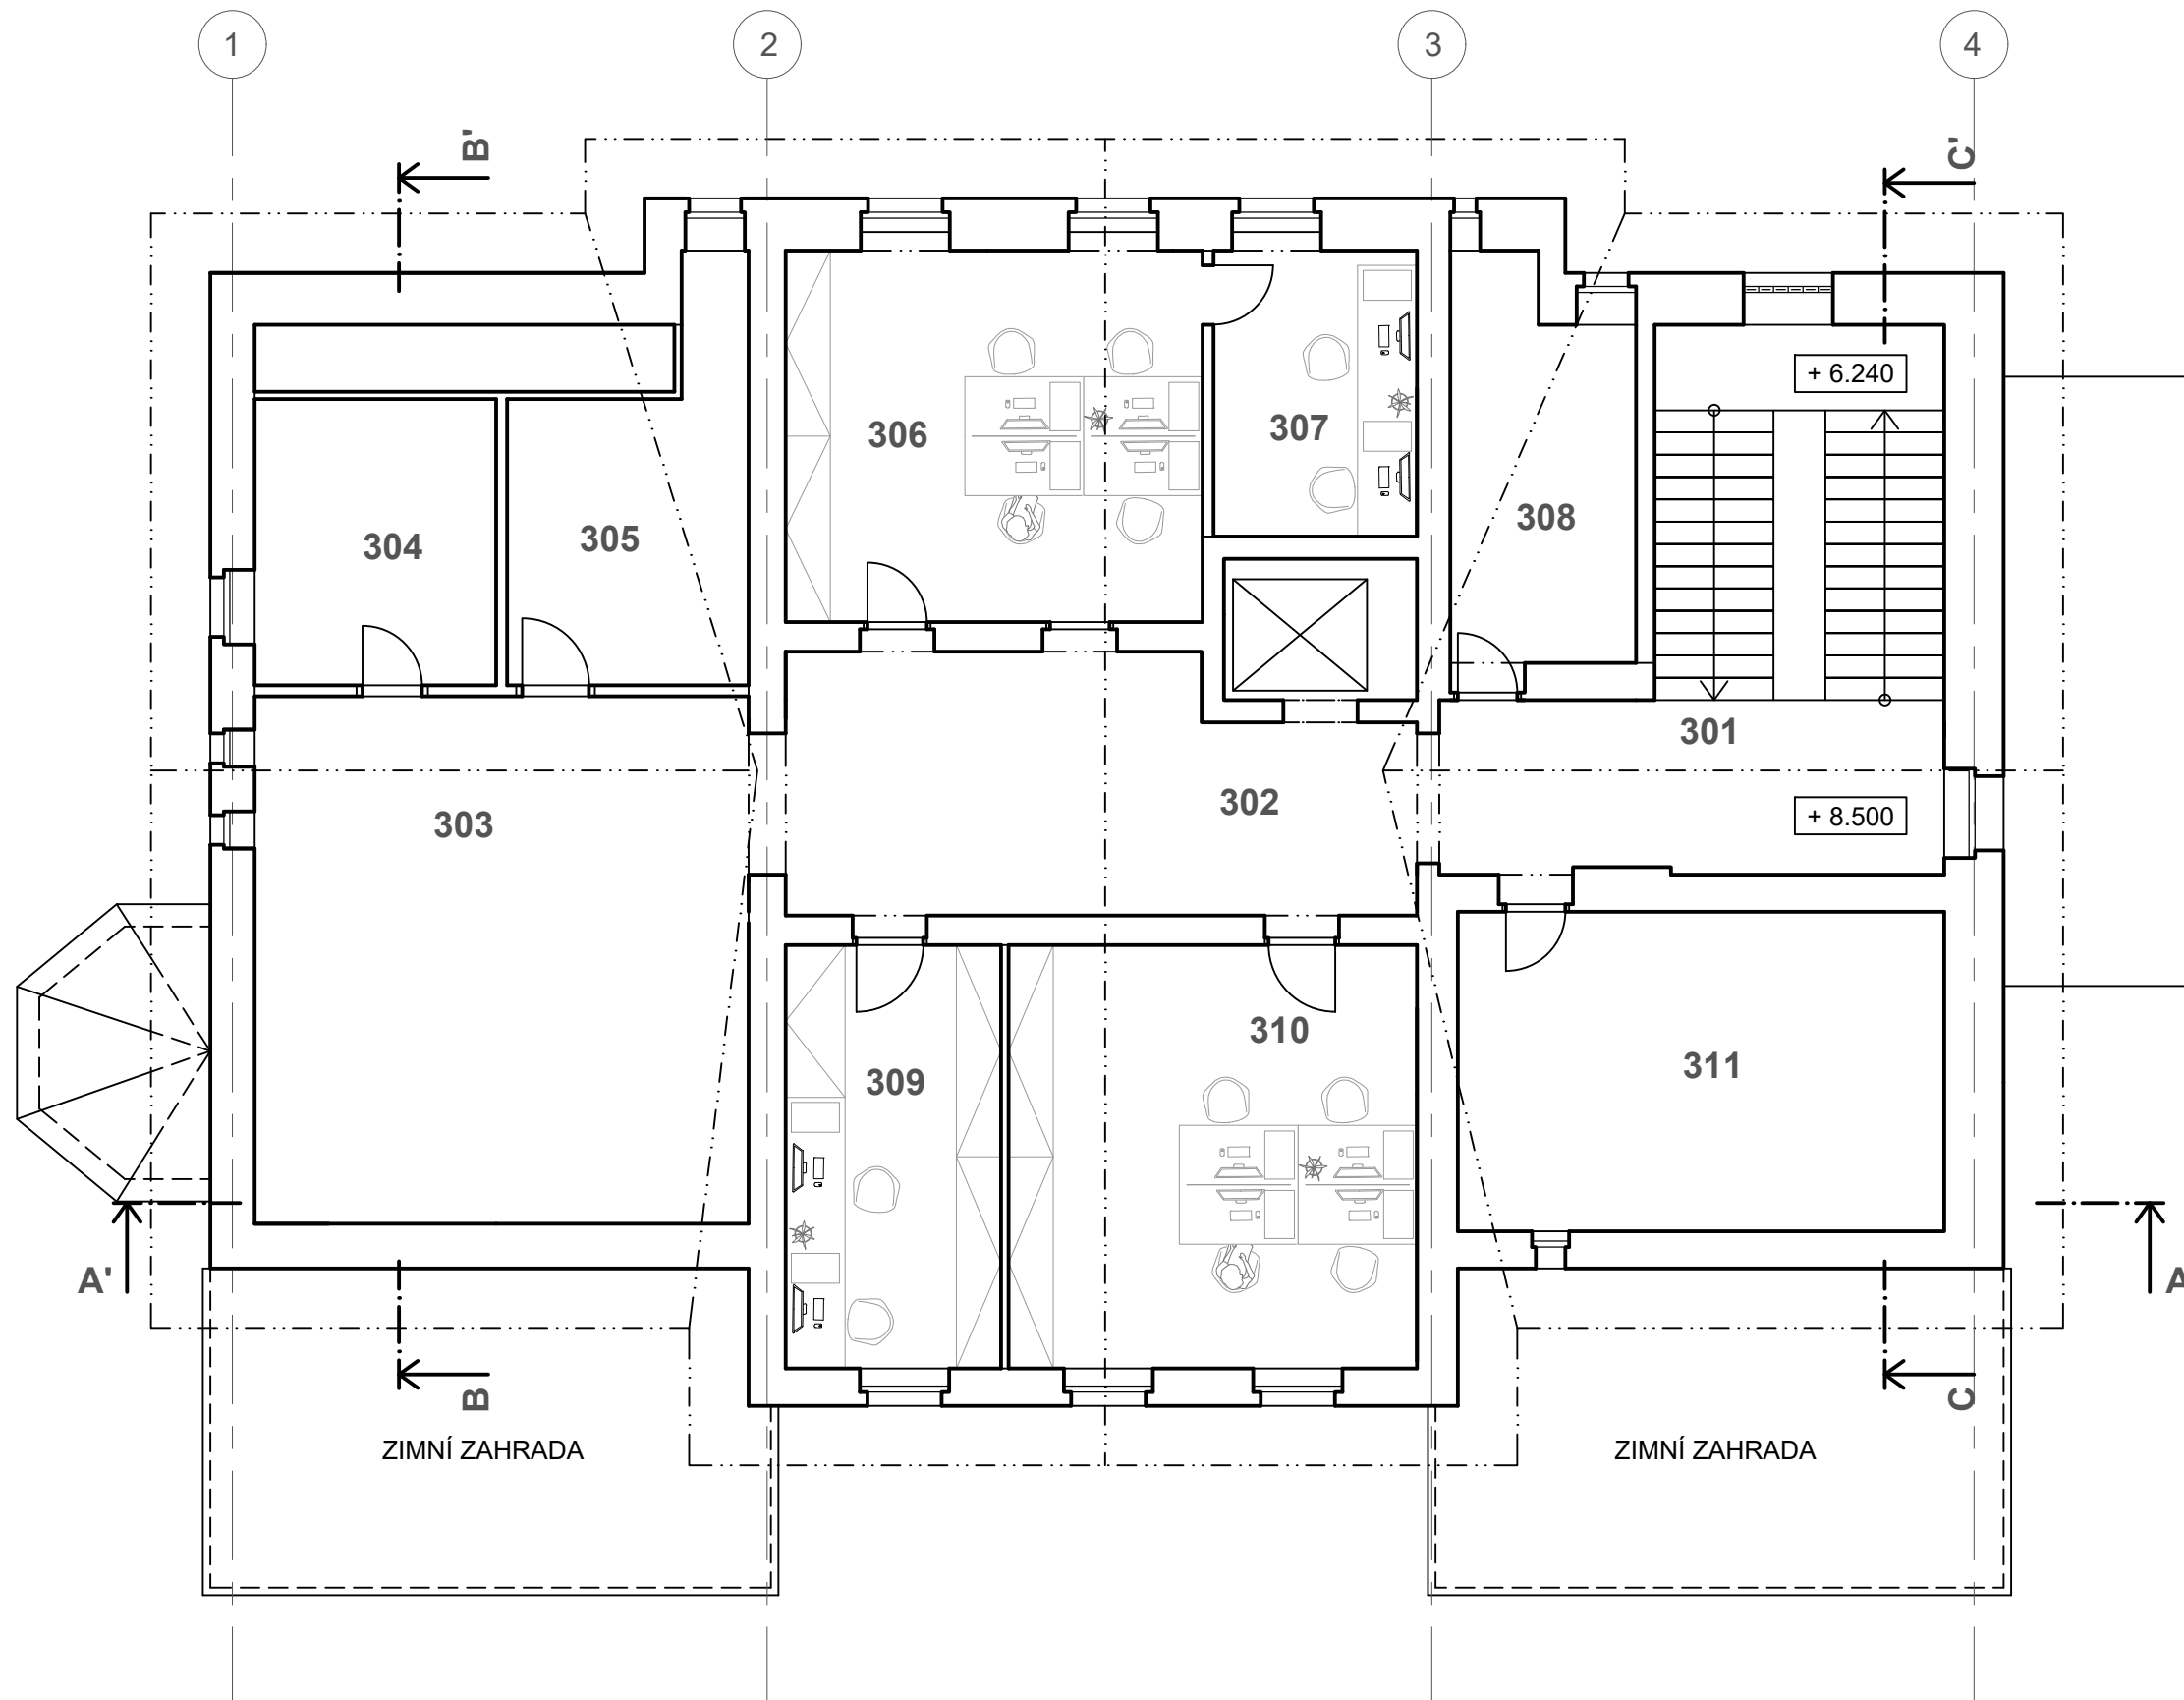 1 2 3 4
B' C'
+ 6.240
306 307
304 305 308
301
303 302 + 8.500
309 310 311
A' A
B C
ZIMNÍ ZAHRADA ZIMNÍ ZAHRADA